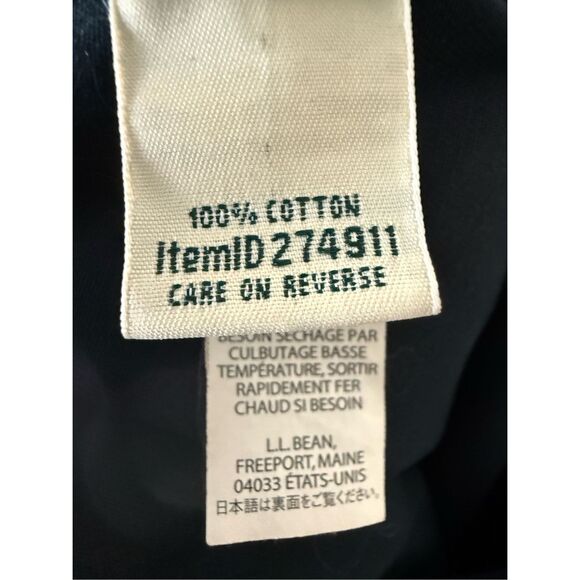 100% COTTON
ItemID 274911
CARE ON REVERSE
BESOIN SÉCHAGE PAR
CULBUTAGE BASSE
TEMPÉRATURE, SORTIR
RAPIDEMENT FER
CHAUD SI BESOIN
L.L.BEAN,
FREEPORT, MAINE
04033 ÉTATS-UNIS
日本語は裏面をご覧ください。